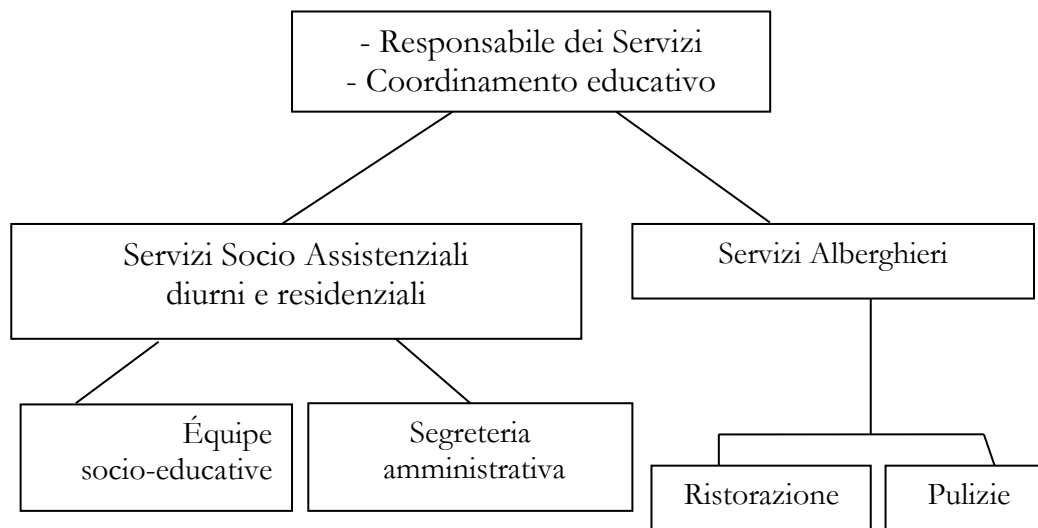 - Responsabile dei Servizi
- Coordinamento educativo
Servizi Socio Assistenziali
diurni e residenziali
Servizi Alberghieri
Équipe
socio-educative
Segreteria
amministrativa
Ristorazione
Pulizie